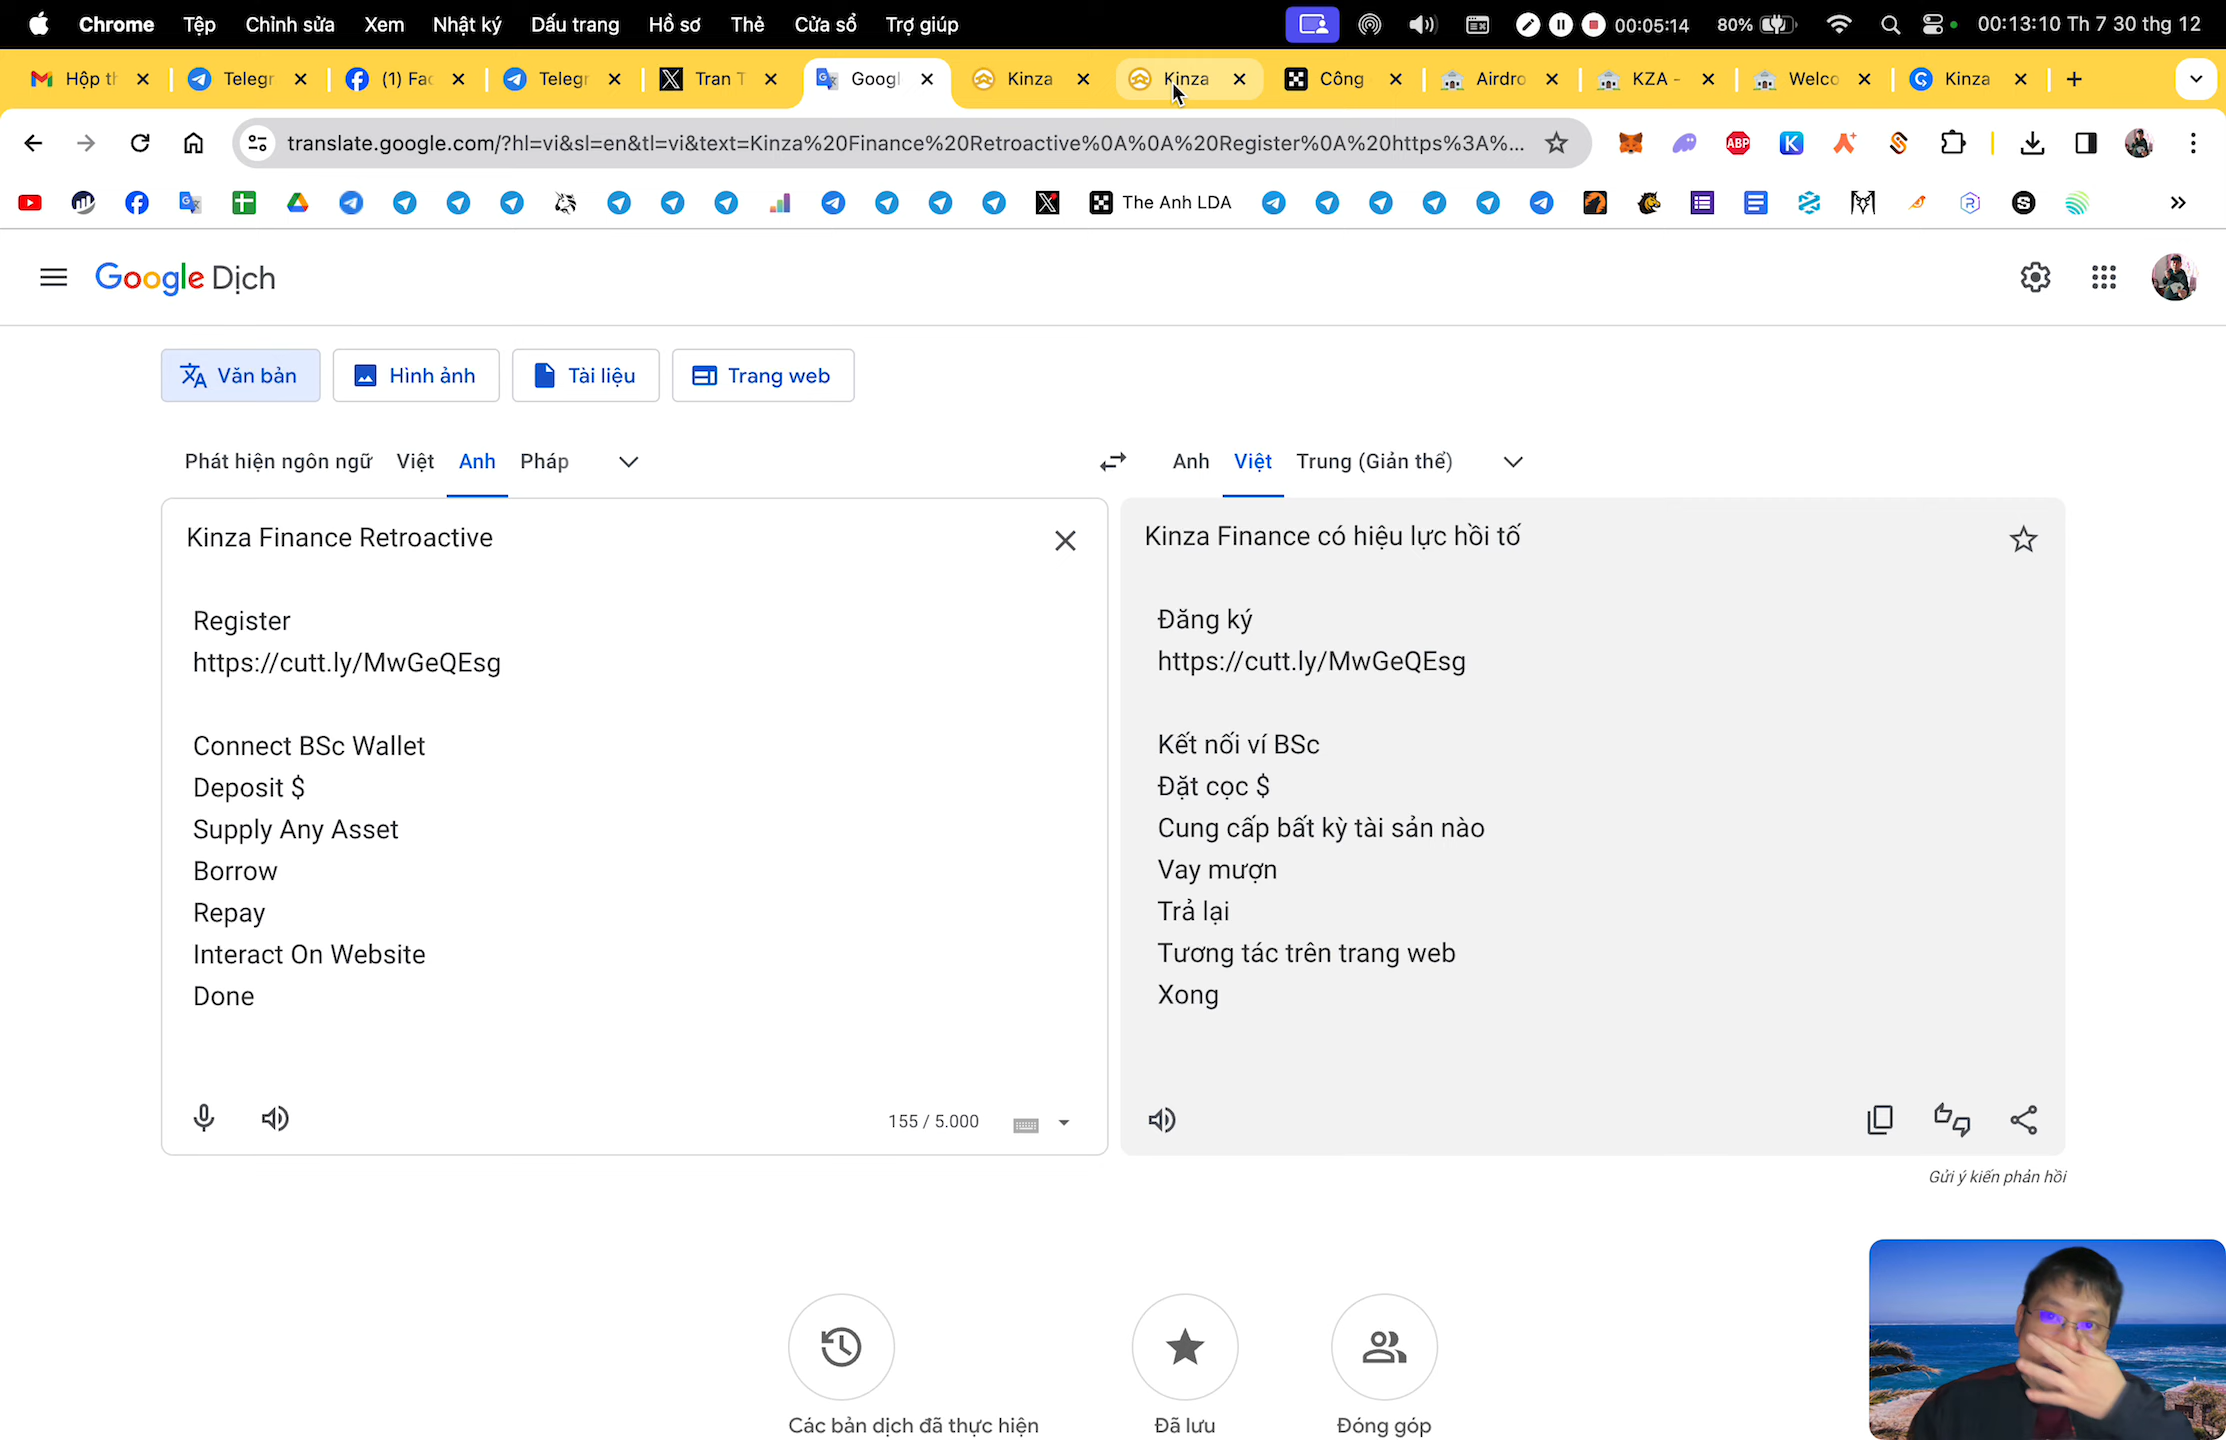 Chrome Tệp Chỉnh sửa Xem Nhật ký Dấu trang Hồ sơ Thẻ Cửa sổ Trợ giúp 00:05:14 80% 00:13:10 Th 7 30 thg 12
Hộp th Telegr (1) Fac Telegr Tran T Googl Kinza Kinza Công Airdro KZA - Welco Kinza
translate.google.com/?hl=vi&sl=en&tl=vi&text=Kinza%20Finance%20Retroactive%0A%0A%20Register%0A%20https%3A%...
ABP
The Anh LDA
Google Dịch
Văn bản Hình ảnh Tài liệu Trang web
Phát hiện ngôn ngữ Việt Anh Pháp
Anh Việt Trung (Giản thể)
Kinza Finance Retroactive
Register
https://cutt.ly/MwGeQEsg
Connect BSc Wallet
Deposit $
Supply Any Asset
Borrow
Repay
Interact On Website
Done
155 / 5.000
Kinza Finance có hiệu lực hồi tố
Đăng ký
https://cutt.ly/MwGeQEsg
Kết nối ví BSc
Đặt cọc $
Cung cấp bất kỳ tài sản nào
Vay mượn
Trả lại
Tương tác trên trang web
Xong
Gửi ý kiến phản hồi
Các bản dịch đã thực hiện Đã lưu Đóng góp